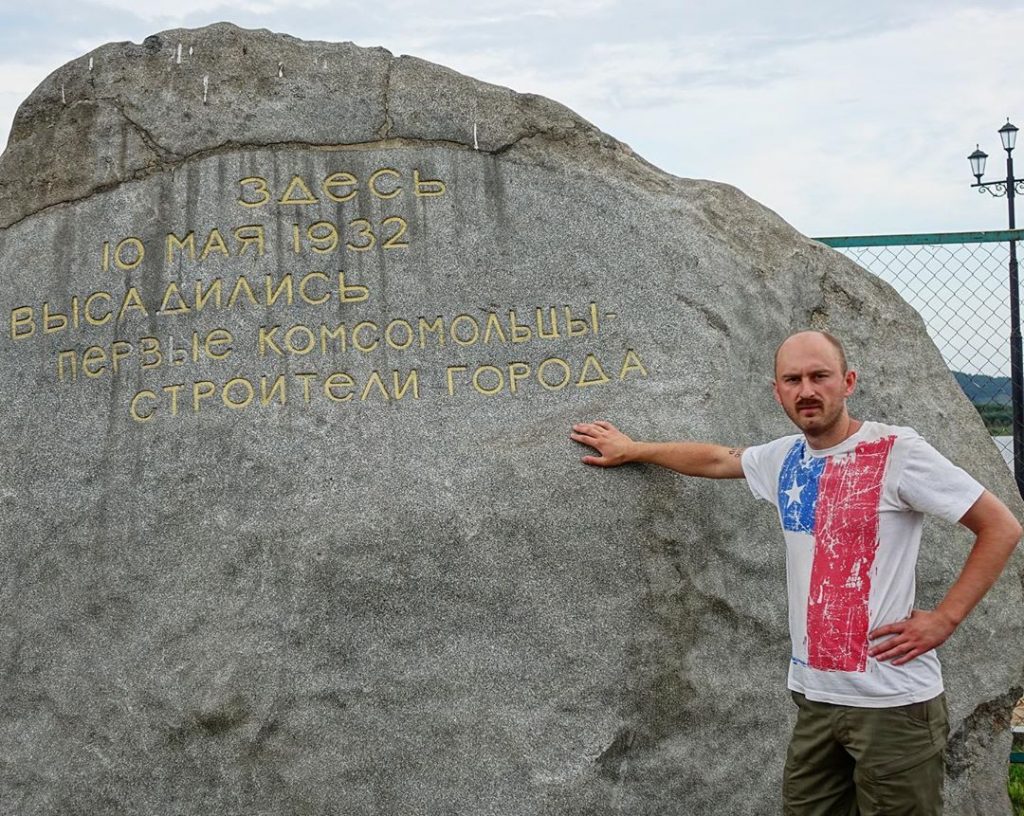 Здесь
10 мая 1932
высадились
первые комсомольцы-
строители города